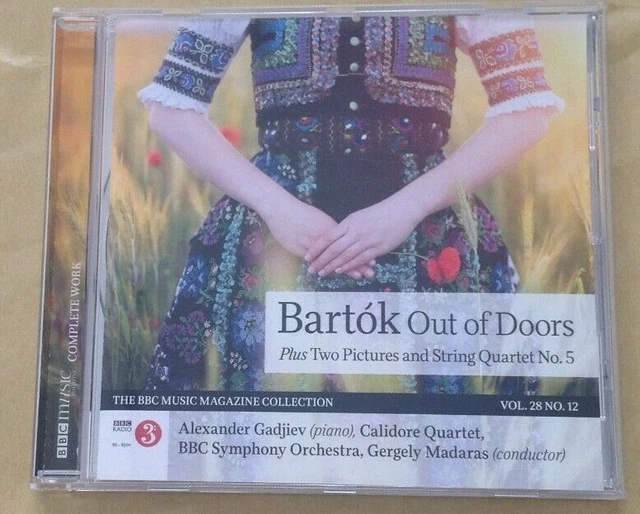 Bartók Out of Doors
Plus Two Pictures and String Quartet No. 5
THE BBC MUSIC MAGAZINE COLLECTION
VOL. 28 NO. 12
BBC
RADIO
3
Alexander Gadjiev (piano), Calidore Quartet,
BBC Symphony Orchestra, Gergely Madaras (conductor)
BBC music COMPLETE WORK